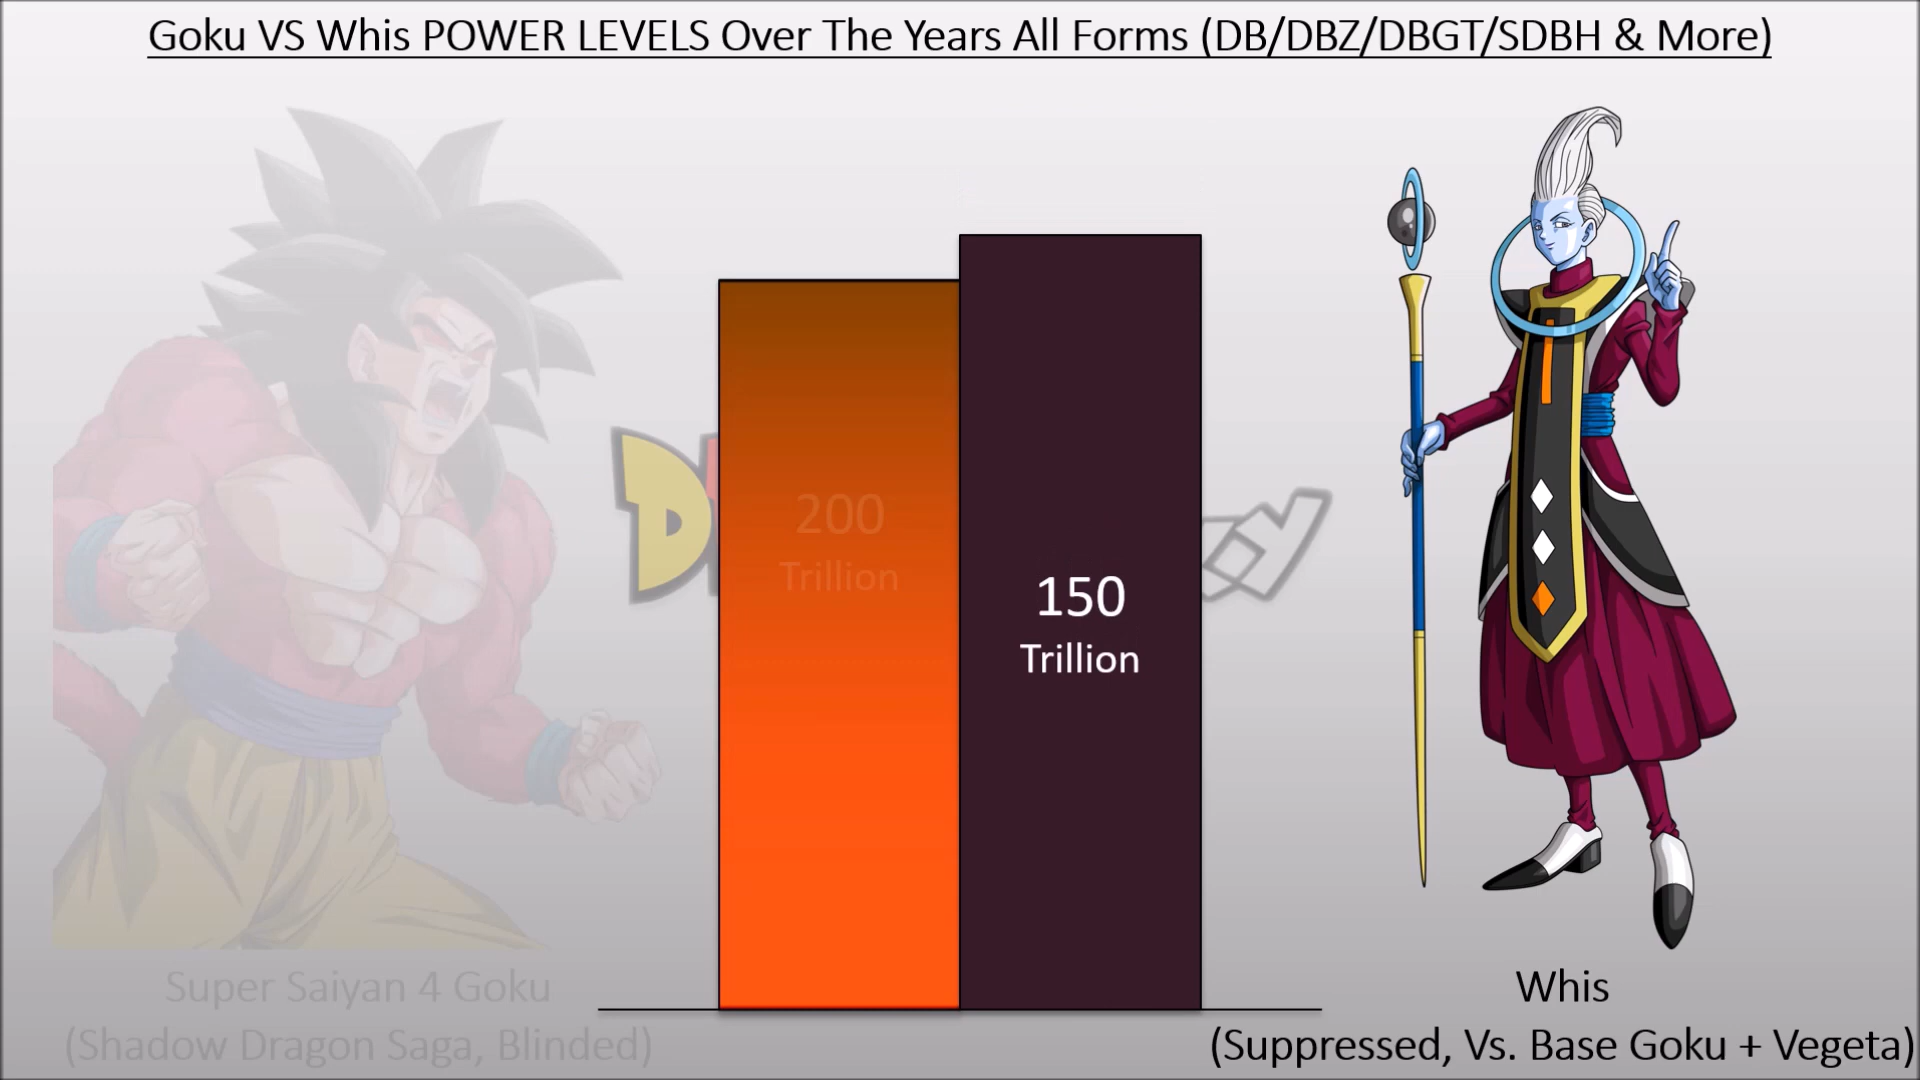 Goku VS Whis POWER LEVELS Over The Years All Forms (DB/DBZ/DBGT/SDBH & More)
200
Trillion
150
Trillion
Super Saiyan 4 Goku
(Shadow Dragon Saga, Blinded)
Whis
(Suppressed, Vs. Base Goku + Vegeta)